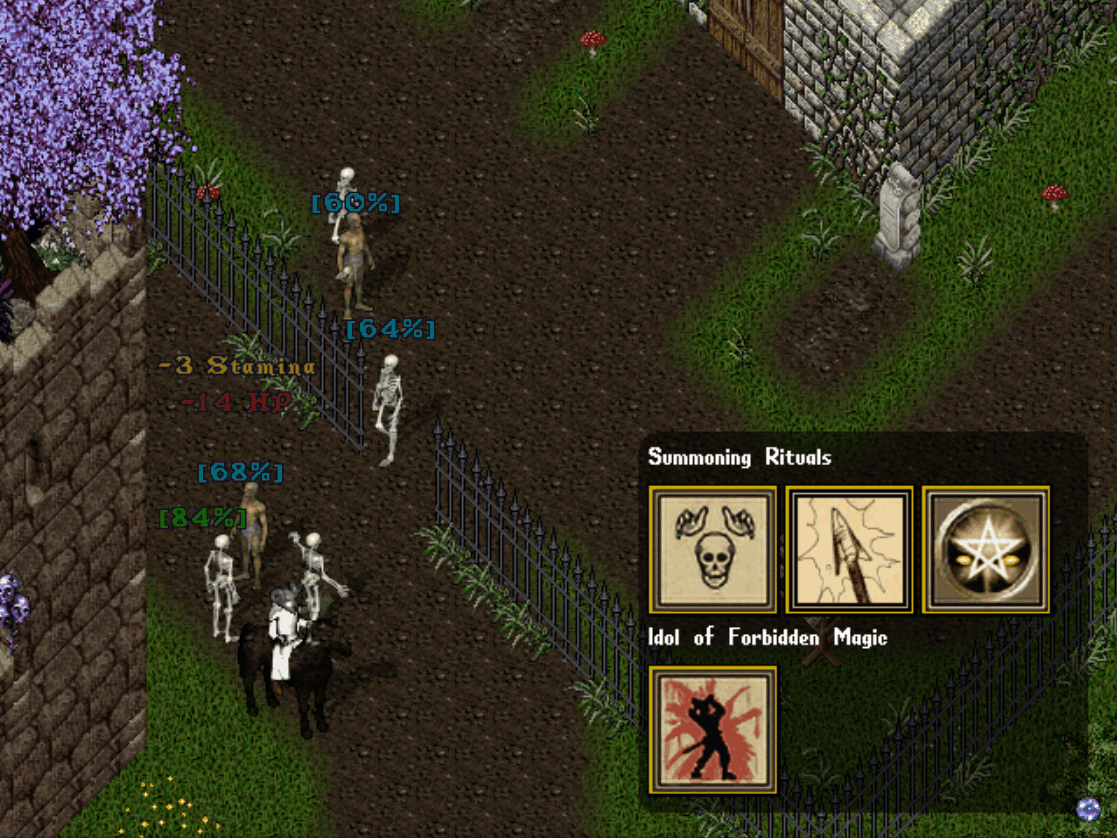 [60%]
[64%]
-3 Stamina
-14 HP
[68%]
[84%]
Summoning Rituals
Idol of Forbidden Magic